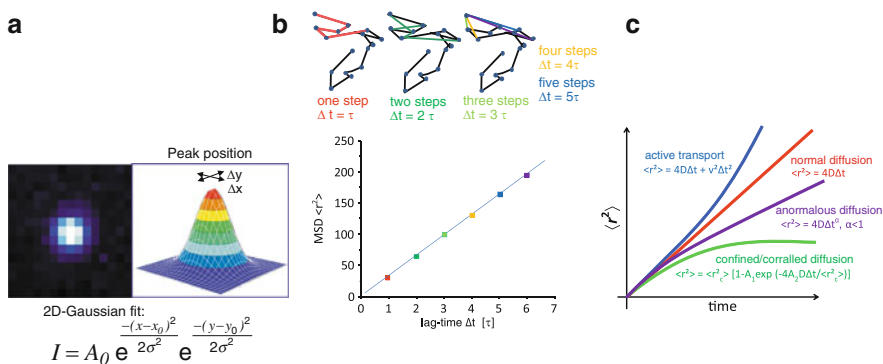 a
Peak position
Δy
Δx
2D-Gaussian fit:
I = A₀ e^(-(x-x₀)²/2σ²) e^(-(y-y₀)²/2σ²)
b
one step
Δ t = τ
two steps
Δt = 2 τ
three steps
Δt = 3 τ
four steps
Δt = 4τ
five steps
Δt = 5τ
MSD <r²>
250
200
150
100
50
0
0 1 2 3 4 5 6 7
lag-time Δt [τ]
c
⟨r²⟩
active transport
<r²> = 4DΔt + v²Δt²
normal diffusion
<r²> = 4DΔt
anormalous diffusion
<r²> = 4DΔtᵅ, α<1
confined/corralled diffusion
<r²> = <r²c> [1-A₁exp (-4A₂DΔt/<r²c>)]
time